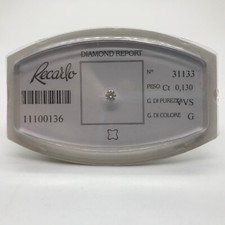 DIAMOND REPORT
Recarlo
N° 31133
PESO Ct 0,130
G. DI PUREZZA VVS
G. DI COLORE G
11100136